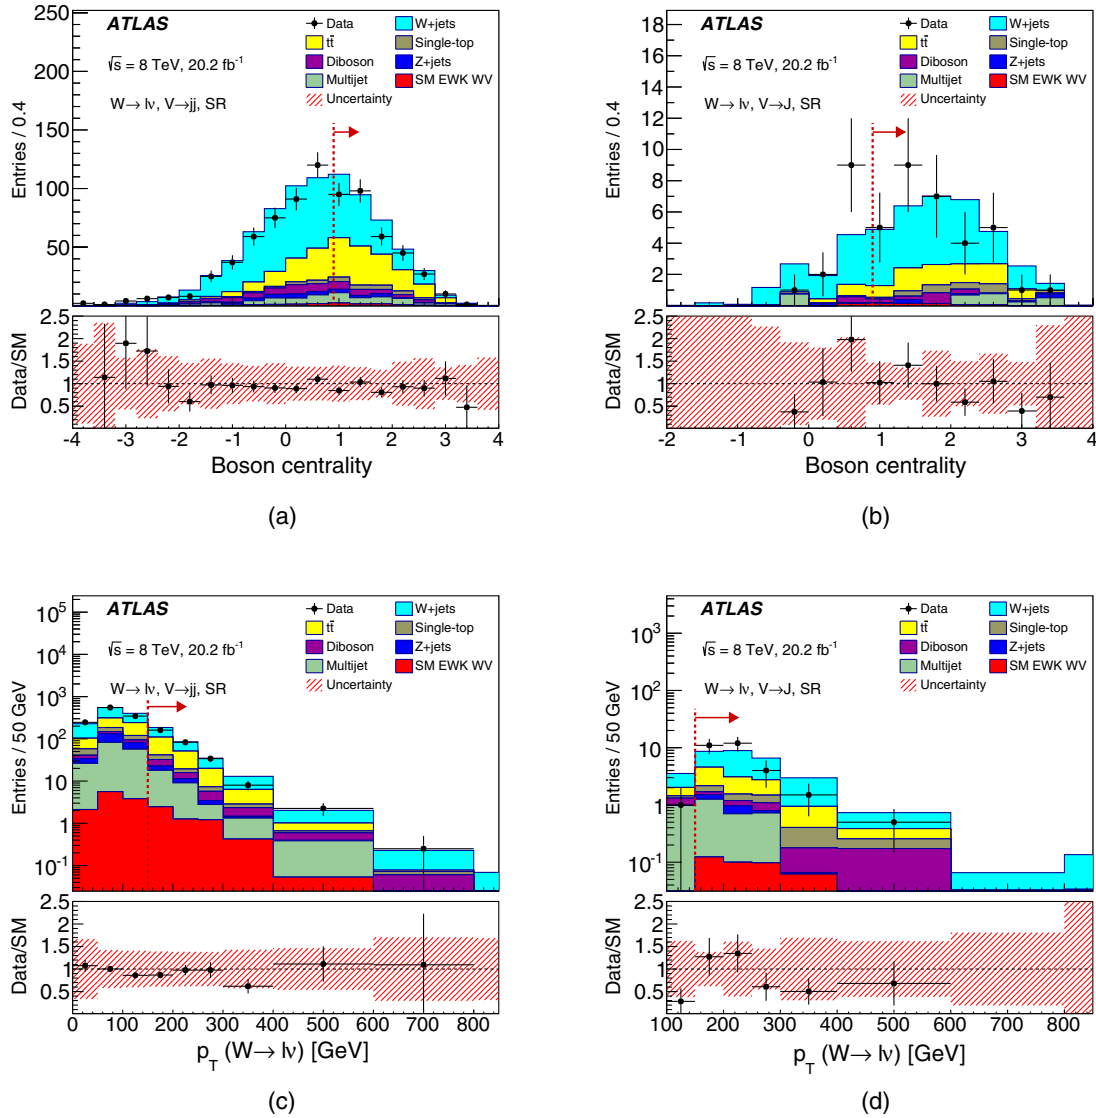 ATLAS
√s = 8 TeV, 20.2 fb⁻¹
W→ lν, V→jj, SR
Data
W+jets
tt̄
Single-top
Diboson
Z+jets
Multijet
SM EWK WV
Uncertainty
Entries / 0.4
250
200
150
100
50
Data/SM
2.5
2
1.5
1
0.5
-4 -3 -2 -1 0 1 2 3 4
Boson centrality
(a)
ATLAS
√s = 8 TeV, 20.2 fb⁻¹
W→ lν, V→J, SR
Data
W+jets
tt̄
Single-top
Diboson
Z+jets
Multijet
SM EWK WV
Uncertainty
Entries / 0.4
18
16
14
12
10
8
6
4
2
Data/SM
2.5
2
1.5
1
0.5
-2 -1 0 1 2 3 4
Boson centrality
(b)
ATLAS
√s = 8 TeV, 20.2 fb⁻¹
W→ lν, V→jj, SR
Data
W+jets
tt̄
Single-top
Diboson
Z+jets
Multijet
SM EWK WV
Uncertainty
Entries / 50 GeV
10⁵
10⁴
10³
10²
10
1
10⁻¹
Data/SM
2.5
2
1.5
1
0.5
0 100 200 300 400 500 600 700 800
p_T (W→ lν) [GeV]
(c)
ATLAS
√s = 8 TeV, 20.2 fb⁻¹
W→ lν, V→J, SR
Data
W+jets
tt̄
Single-top
Diboson
Z+jets
Multijet
SM EWK WV
Uncertainty
Entries / 50 GeV
10³
10²
10
1
10⁻¹
Data/SM
2.5
2
1.5
1
0.5
100 200 300 400 500 600 700 800
p_T (W→ lν) [GeV]
(d)